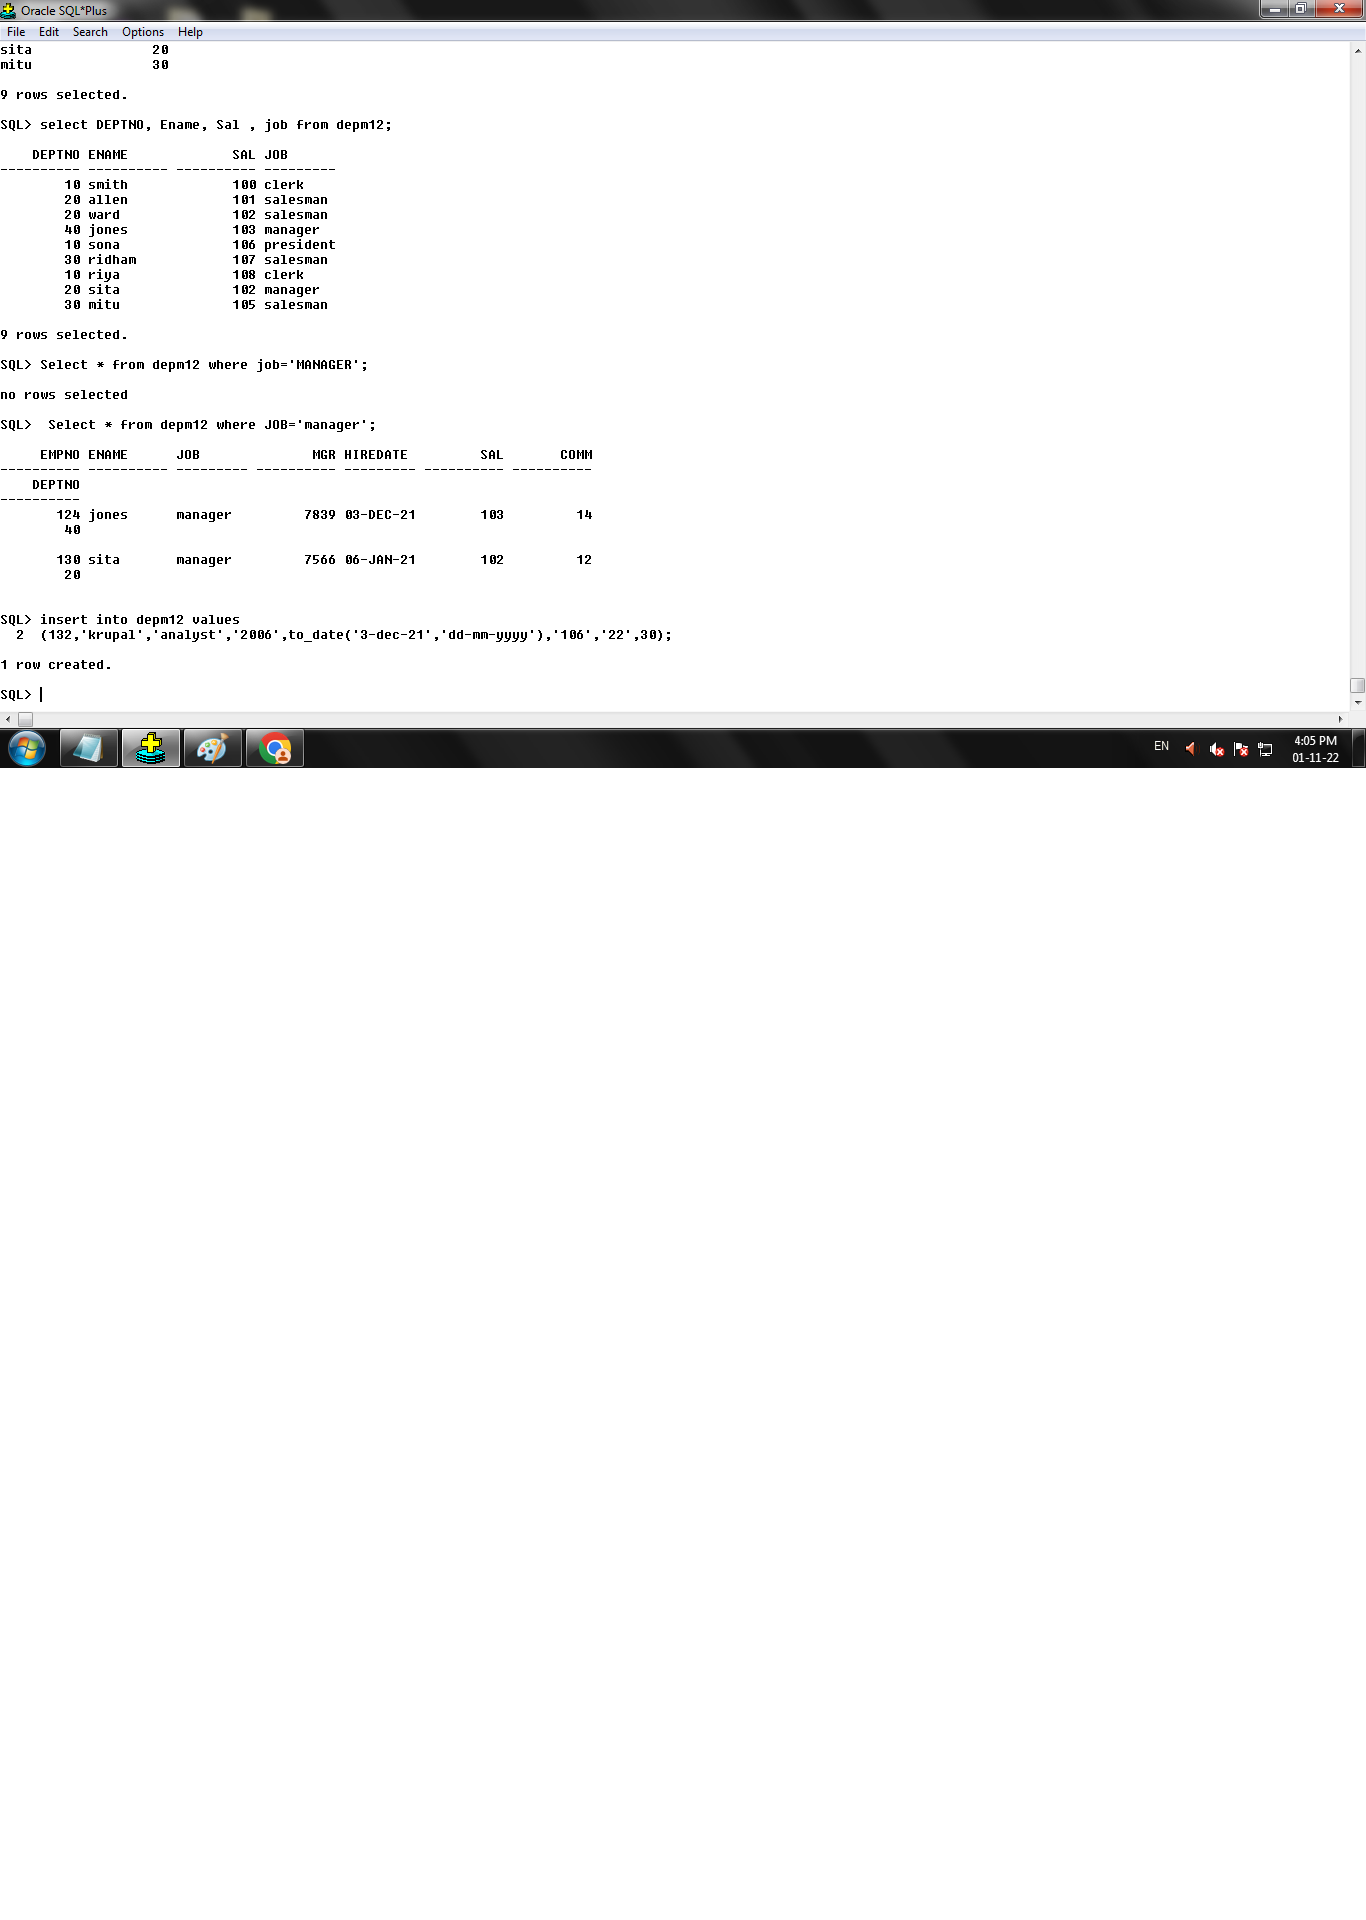 Oracle SQL*Plus
File Edit Search Options Help
sita 20
mitu 30
9 rows selected.
SQL> select DEPTNO, Ename, Sal , job from depm12;
DEPTNO ENAME SAL JOB
---------- ---------- ---------- ---------
10 smith 100 clerk
20 allen 101 salesman
20 ward 102 salesman
40 jones 103 manager
10 sona 106 president
30 ridham 107 salesman
10 riya 108 clerk
20 sita 102 manager
30 mitu 105 salesman
9 rows selected.
SQL> Select * from depm12 where job='MANAGER';
no rows selected
SQL>  Select * from depm12 where JOB='manager';
EMPNO ENAME JOB MGR HIREDATE SAL COMM
---------- ---------- --------- ---------- --------- ---------- ----------
DEPTNO
----------
124 jones manager 7839 03-DEC-21 103 14
40
130 sita manager 7566 06-JAN-21 102 12
20
SQL> insert into depm12 values
2  (132,'krupal','analyst','2006',to_date('3-dec-21','dd-mm-yyyy'),'106','22',30);
1 row created.
SQL>
EN
4:05 PM
01-11-22